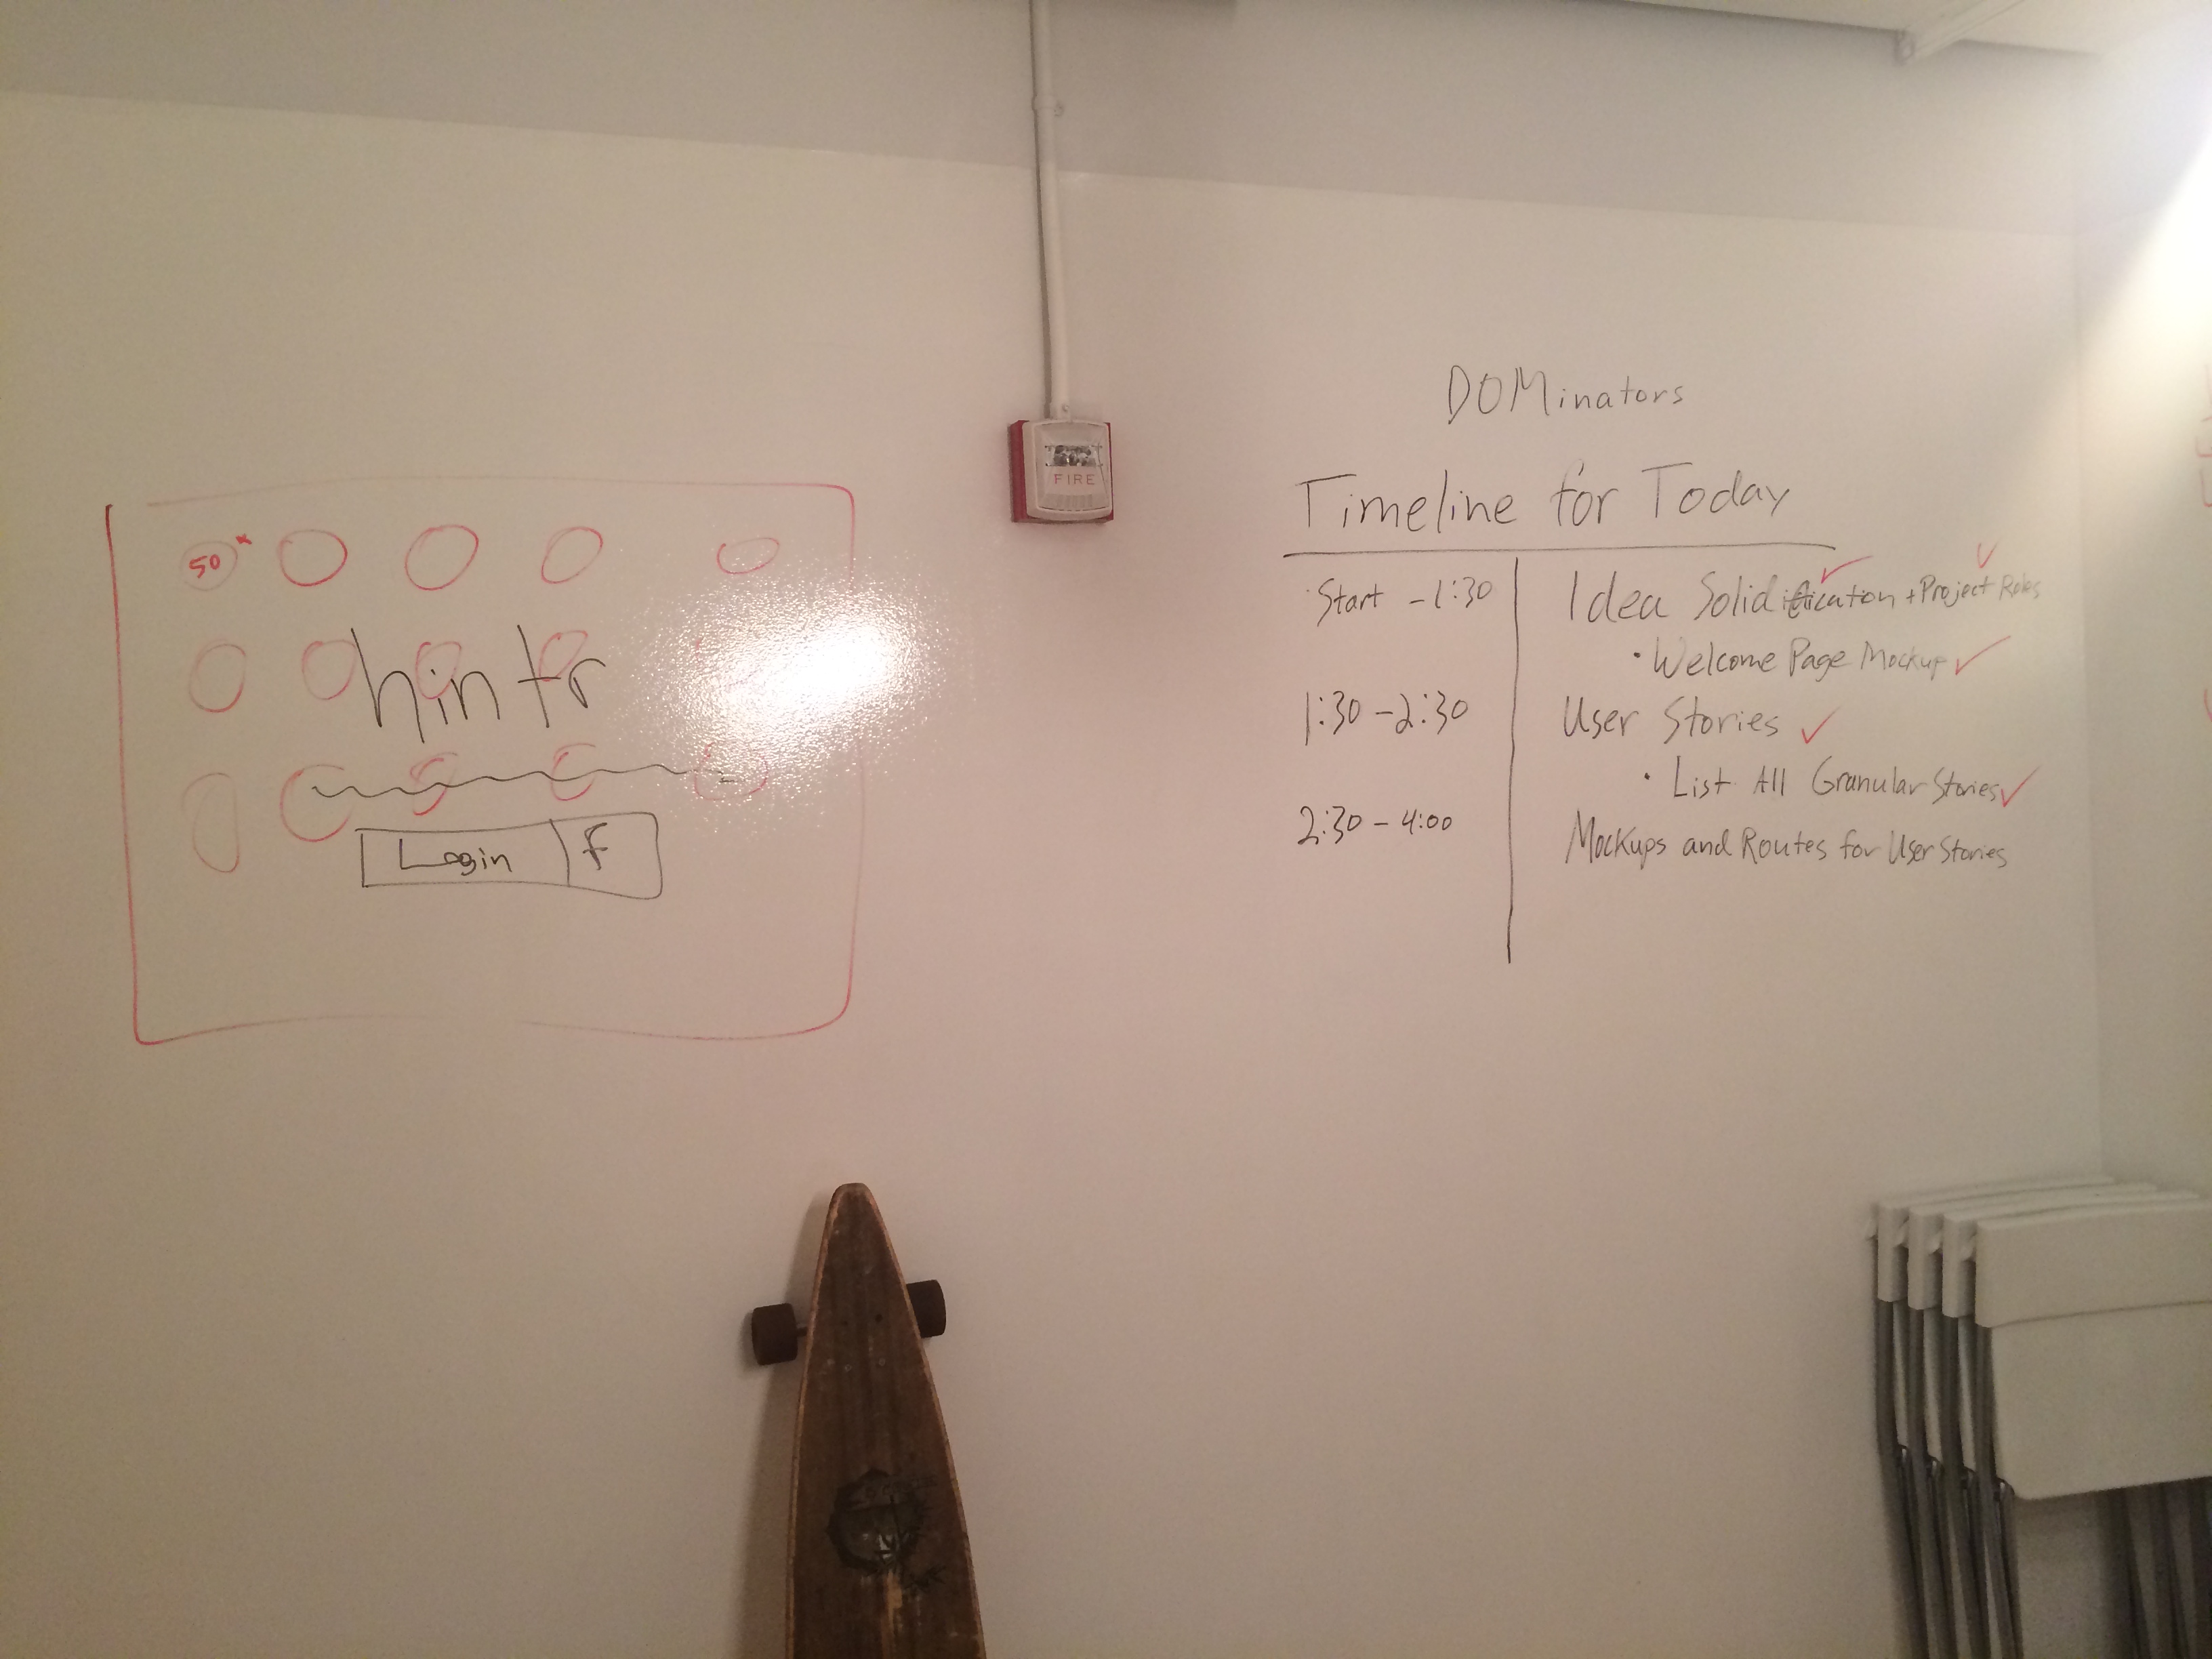 50
hintr
Login f
FIRE
DOMinators
Timeline for Today
Start - 1:30 Idea Solidification + Project Roles
• Welcome Page Mockup
1:30 - 2:30 User Stories
• List All Granular Stories
2:30 - 4:00 Mockups and Routes for User Stories